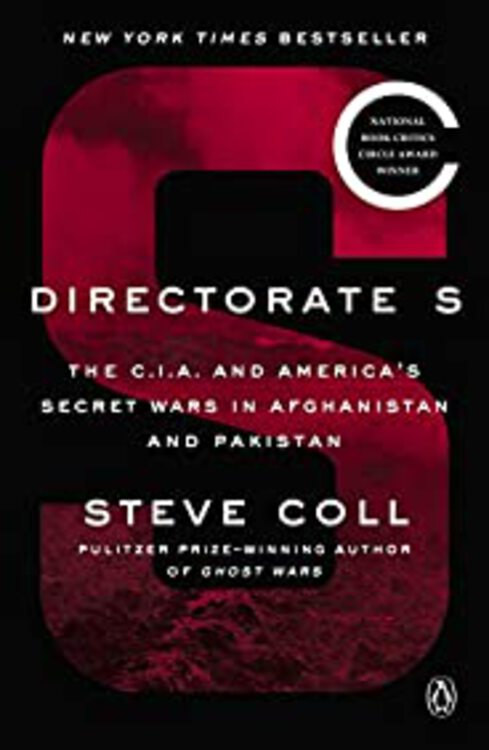 NEW YORK TIMES BESTSELLER
NATIONAL
BOOK CRITICS
CIRCLE AWARD
WINNER
DIRECTORATE S
THE C.I.A. AND AMERICA'S
SECRET WARS IN AFGHANISTAN
AND PAKISTAN
STEVE COLL
PULITZER PRIZE–WINNING AUTHOR
OF GHOST WARS